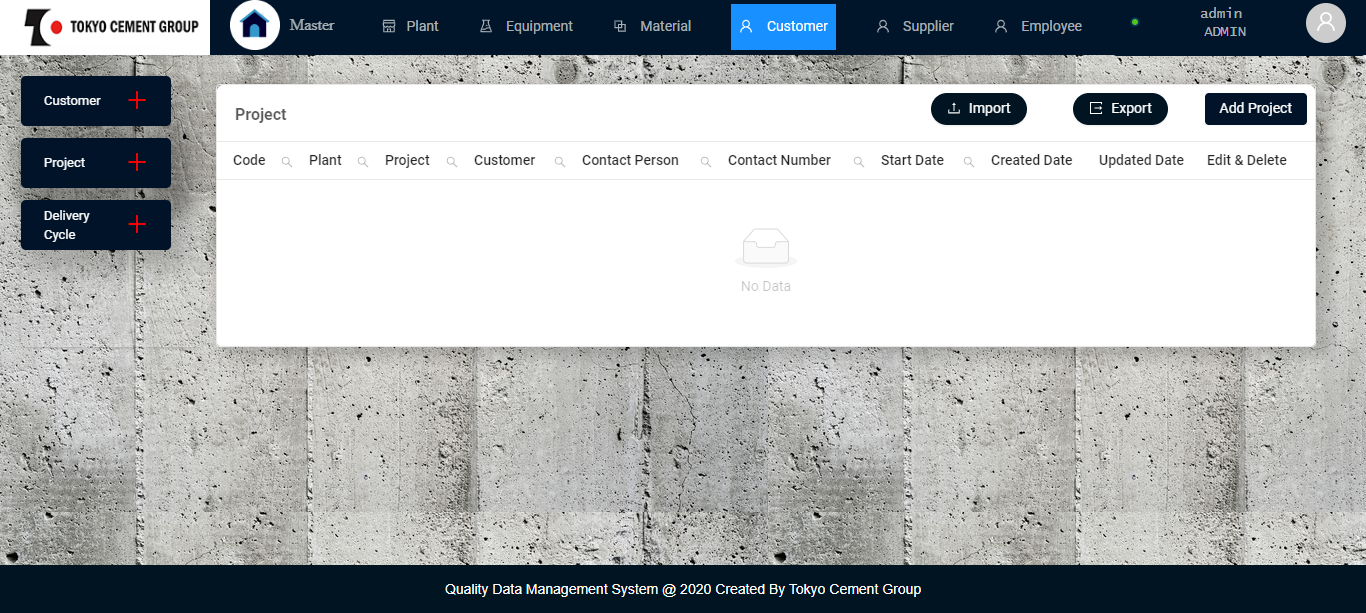 TOKYO CEMENT GROUP
Master
Plant
Equipment
Material
Customer
Supplier
Employee
admin
ADMIN
Customer
Project
Delivery
Cycle
Project
Import
Export
Add Project
Code Plant Project Customer Contact Person Contact Number Start Date Created Date Updated Date Edit & Delete
No Data
Quality Data Management System @ 2020 Created By Tokyo Cement Group